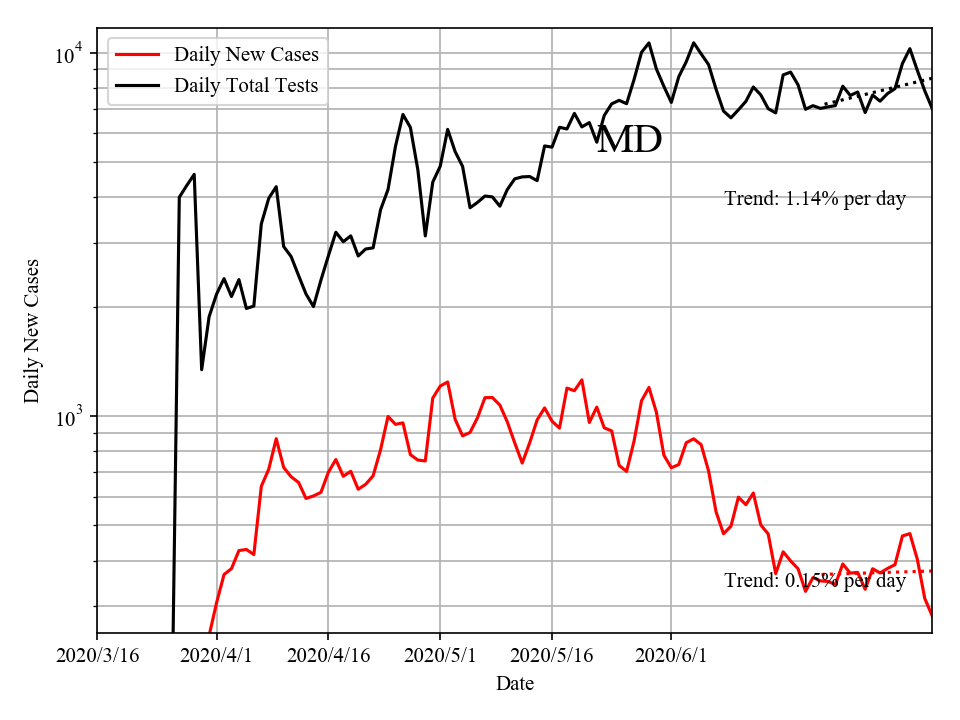 10^4
Daily New Cases
Daily Total Tests
MD
Trend: 1.14% per day
Daily New Cases
10^3
Trend: 0.15% per day
2020/3/16 2020/4/1 2020/4/16 2020/5/1 2020/5/16 2020/6/1
Date